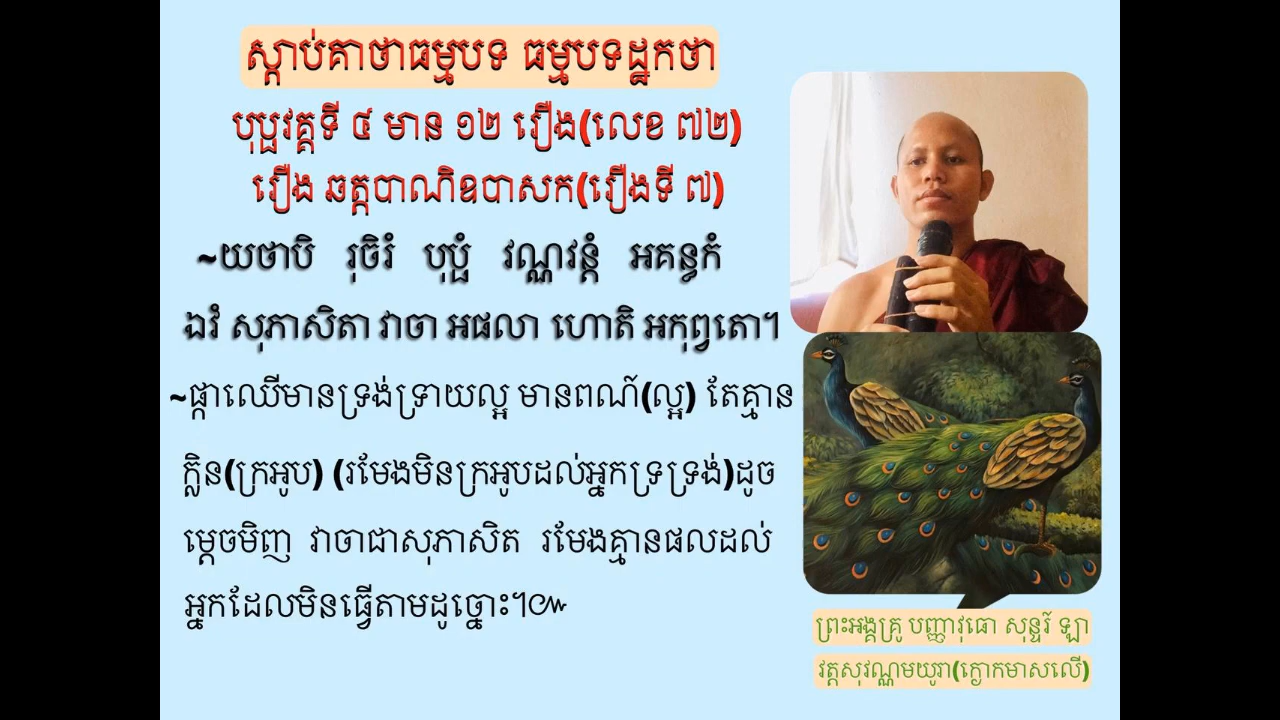 ស្តាប់គាថាធម្មបទ ធម្មបទដ្ឋកថា
បុប្ផវគ្គទី ៤ មាន ១២ រឿង(លេខ ៧២)
រឿង ឆត្តបាណិឧបាសក(រឿងទី ៧)
~យថាបិ រុចិរំ បុប្ផំ វណ្ណវន្តំ អគន្ធកំ
ឯវំ សុភាសិតា វាចា អផលា ហោតិ អកុព្វតោ។
~ផ្កាឈើមានទ្រង់ទ្រាយល្អ មានពណ៍(ល្អ) តែគ្មាន
ក្លិន(ក្រអូប) (រមែងមិនក្រអូបដល់អ្នកទ្រទ្រង់)ដូច
ម្តេចមិញ វាចាជាសុភាសិត រមែងគ្មានផលដល់
អ្នកដែលមិនធ្វើតាមដូច្នោះ។៚
ព្រះអង្គគ្រូ បញ្ញាវុធោ សុន្ទរ៍ ឡា
វត្តសុវណ្ណមយូរា(ក្ងោកមាសលើ)